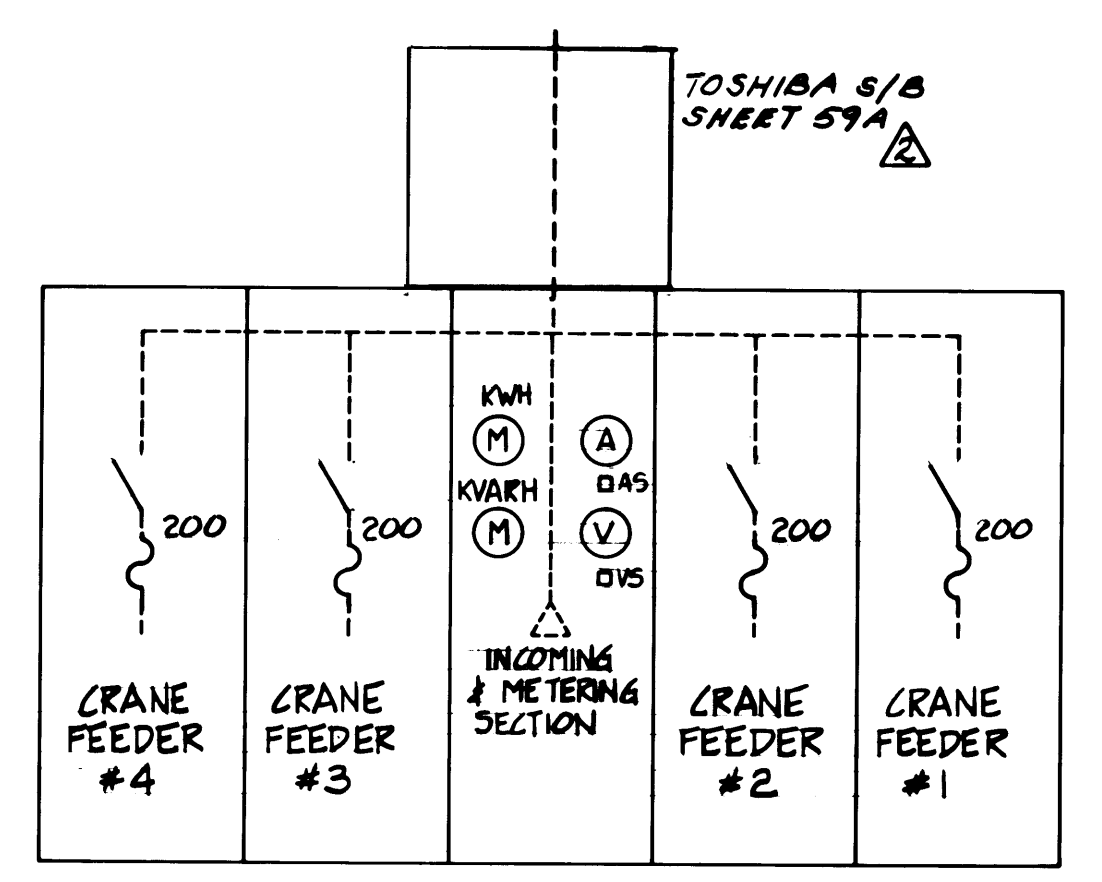 TOSHIBA S/B
SHEET 59A
2
KWH
M
A
AS
KVARH
M
V
VS
200
200
200
200
INCOMING
& METERING
SECTION
CRANE
FEEDER
#4
CRANE
FEEDER
#3
CRANE
FEEDER
#2
CRANE
FEEDER
#1